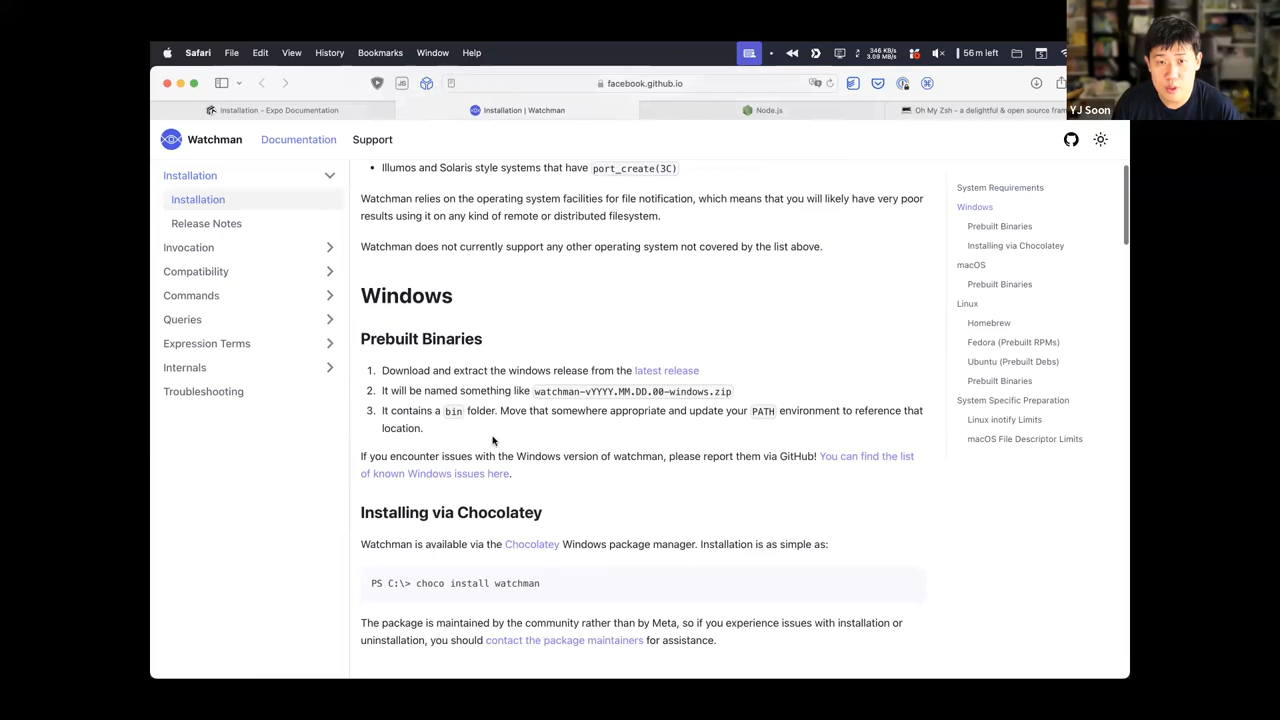 Safari File Edit View History Bookmarks Window Help
346 KB/s
3.09 MB/s
56 m left
facebook.github.io
Installation – Expo Documentation
Installation | Watchman
Node.js
Oh My Zsh - a delightful & open source fram
YJ Soon
Watchman Documentation Support
Installation
Installation
Release Notes
Invocation
Compatibility
Commands
Queries
Expression Terms
Internals
Troubleshooting
Illumos and Solaris style systems that have port_create(3C)
Watchman relies on the operating system facilities for file notification, which means that you will likely have very poor
results using it on any kind of remote or distributed filesystem.
Watchman does not currently support any other operating system not covered by the list above.
Windows
Prebuilt Binaries
1. Download and extract the windows release from the latest release
2. It will be named something like watchman-vYYYY.MM.DD.00-windows.zip
3. It contains a bin folder. Move that somewhere appropriate and update your PATH environment to reference that
location.
If you encounter issues with the Windows version of watchman, please report them via GitHub! You can find the list
of known Windows issues here.
Installing via Chocolatey
Watchman is available via the Chocolatey Windows package manager. Installation is as simple as:
PS C:\> choco install watchman
The package is maintained by the community rather than by Meta, so if you experience issues with installation or
uninstallation, you should contact the package maintainers for assistance.
System Requirements
Windows
Prebuilt Binaries
Installing via Chocolatey
macOS
Prebuilt Binaries
Linux
Homebrew
Fedora (Prebuilt RPMs)
Ubuntu (Prebuilt Debs)
Prebuilt Binaries
System Specific Preparation
Linux inotify Limits
macOS File Descriptor Limits